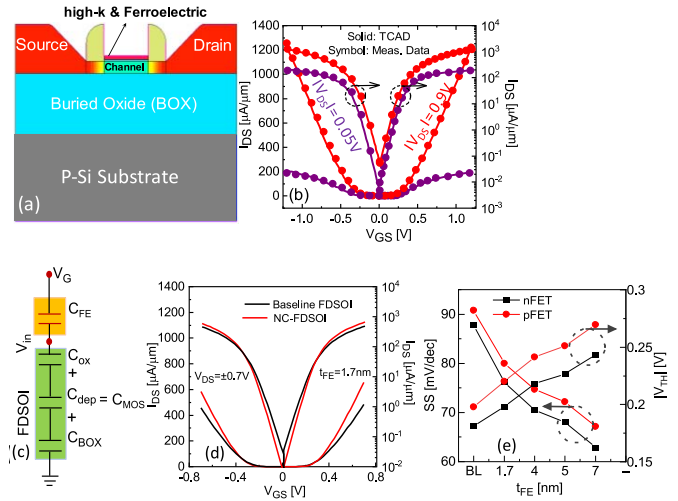 high-k & Ferroelectric
Source
Drain
Channel
Buried Oxide (BOX)
P-Si Substrate
(a)
1400
1200
1000
800
600
400
200
0
I_DS [µA/µm]
Solid: TCAD
Symbol: Meas. Data
I V_DS I=0.05V
I V_DS I=0.9V
(b)
10^4
10^3
10^2
10^1
10^0
10^-1
10^-2
10^-3
I_DS [µA/µm]
-1.0 -0.5 0.0 0.5 1.0
V_GS [V]
V_G
C_FE
V_in
C_ox
+
C_dep = C_MOS
+
C_BOX
FDSOI
(c)
1400
1200
1000
800
600
400
200
0
I_DS [µA/µm]
Baseline FDSOI
NC-FDSOI
V_DS=±0.7V
t_FE=1.7nm
(d)
10^4
10^3
10^2
10^1
10^0
10^-1
10^-2
I_DS [µA/µm]
-0.8 -0.4 0 0.4 0.8
V_GS [V]
90
80
70
60
SS [mV/dec]
nFET
pFET
(e)
0.3
0.26
0.22
0.18
0.15
|V_TH| [V]
BL 1.7 4 5 7
t_FE [nm]